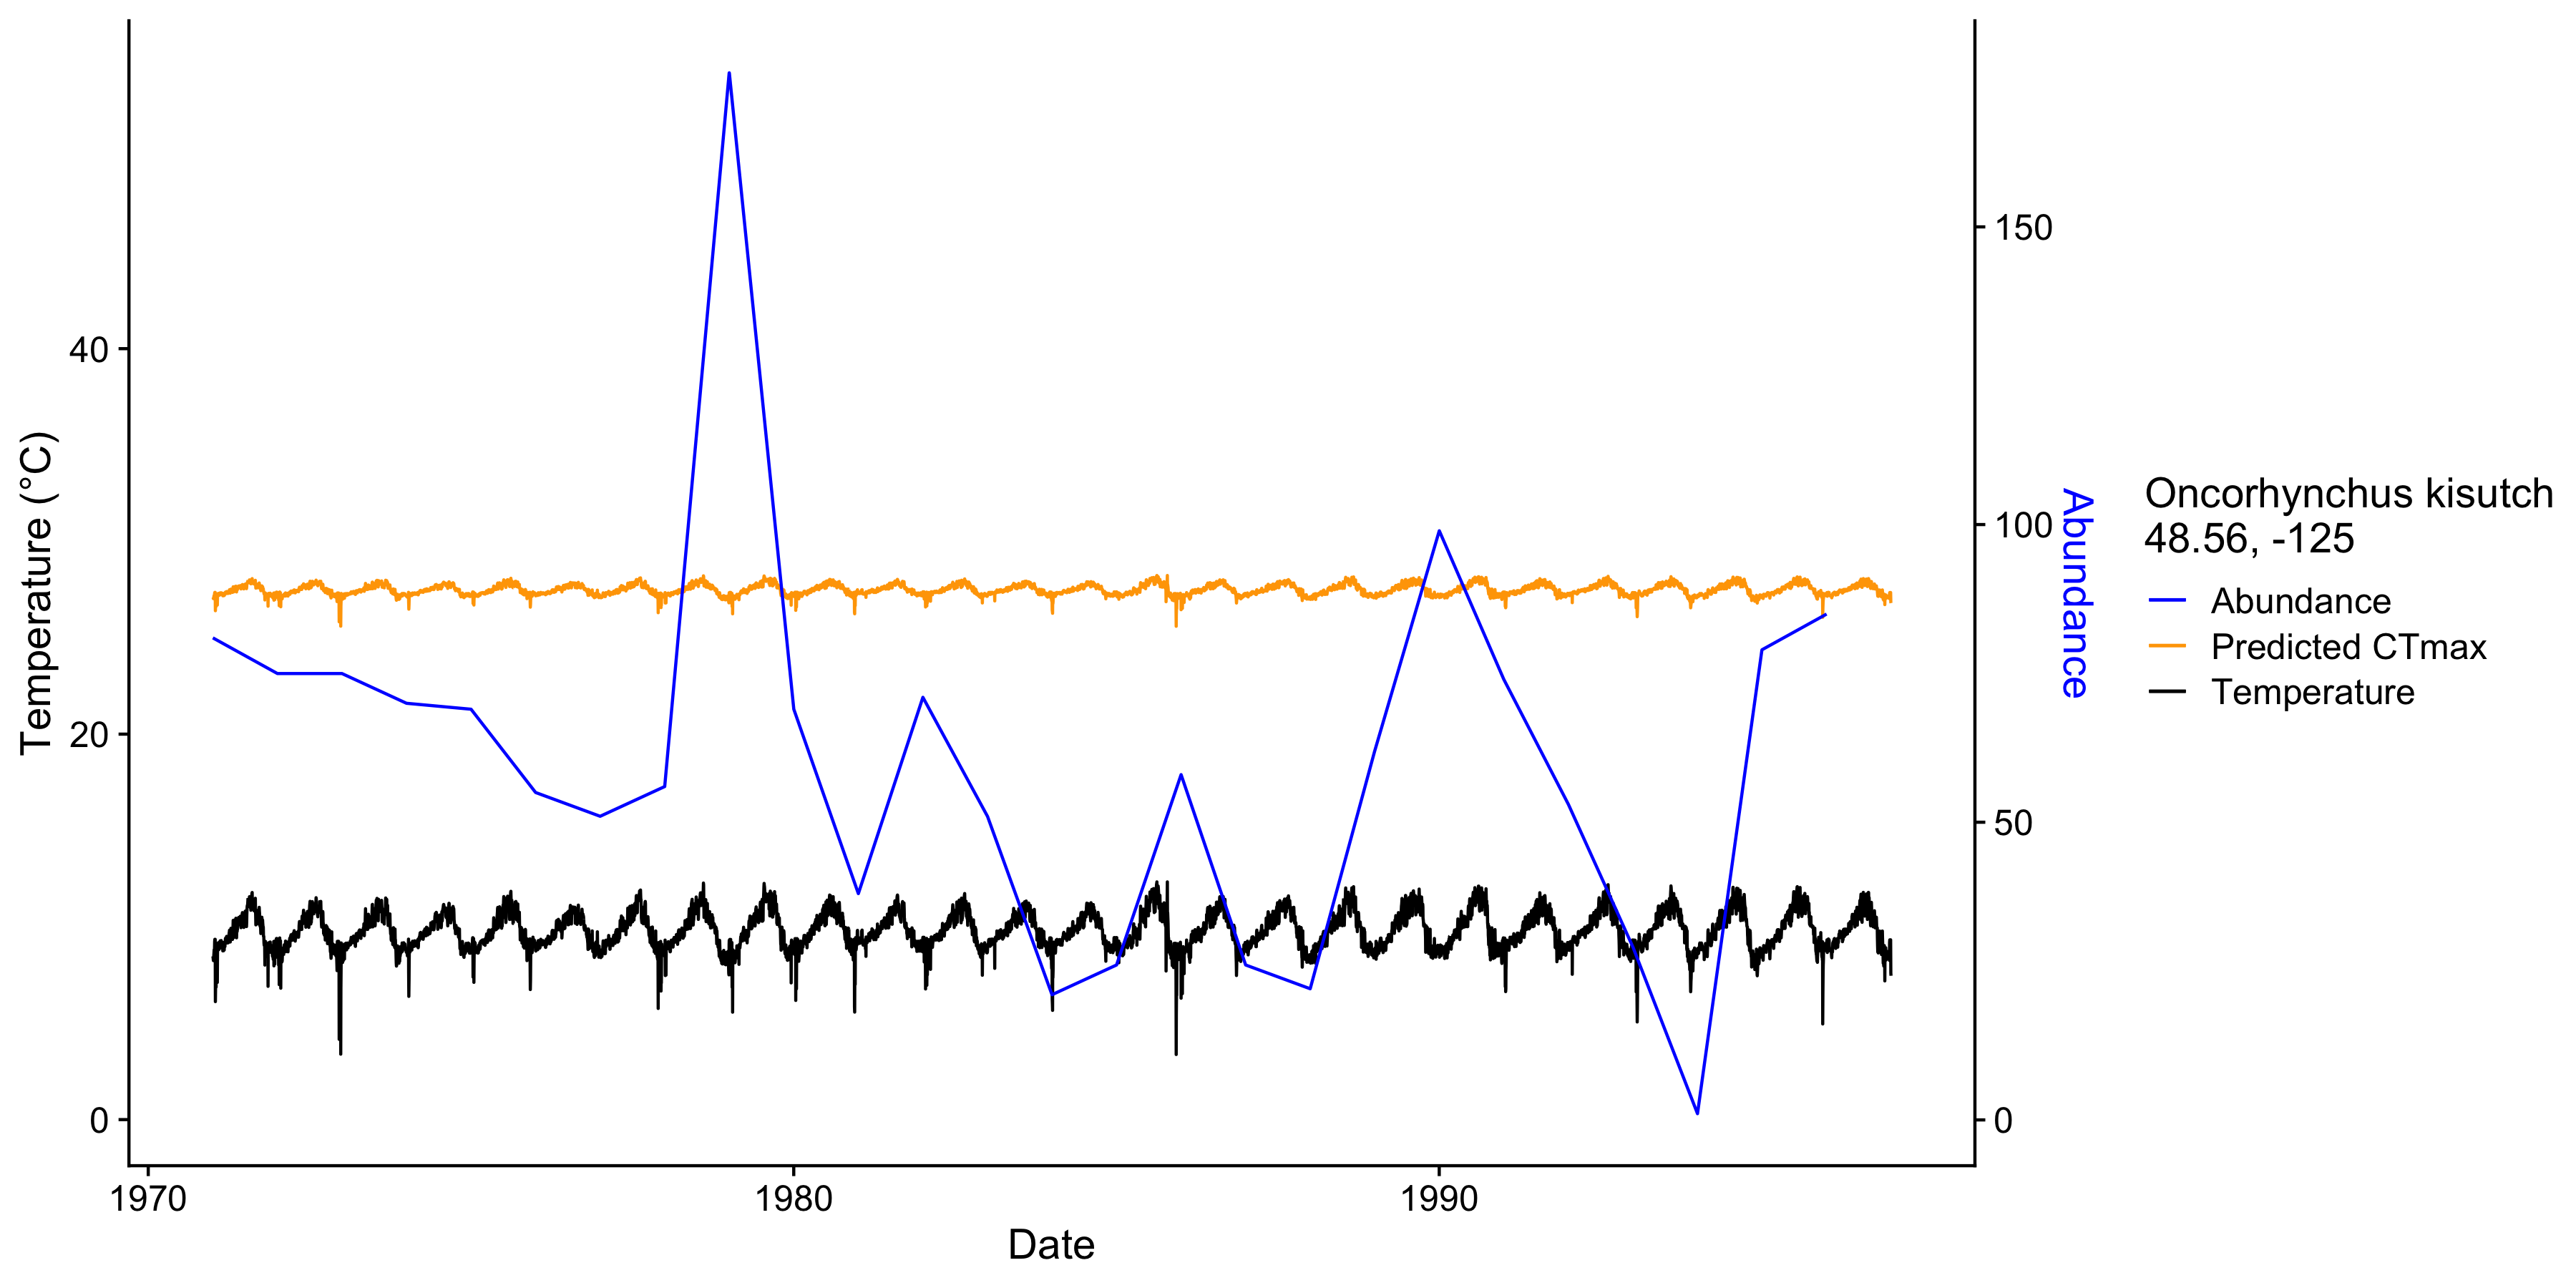 Temperature (°C)
40
20
0
1970
1980
1990
Date
150
100
50
0
Abundance
Oncorhynchus kisutch
48.56, -125
Abundance
Predicted CTmax
Temperature